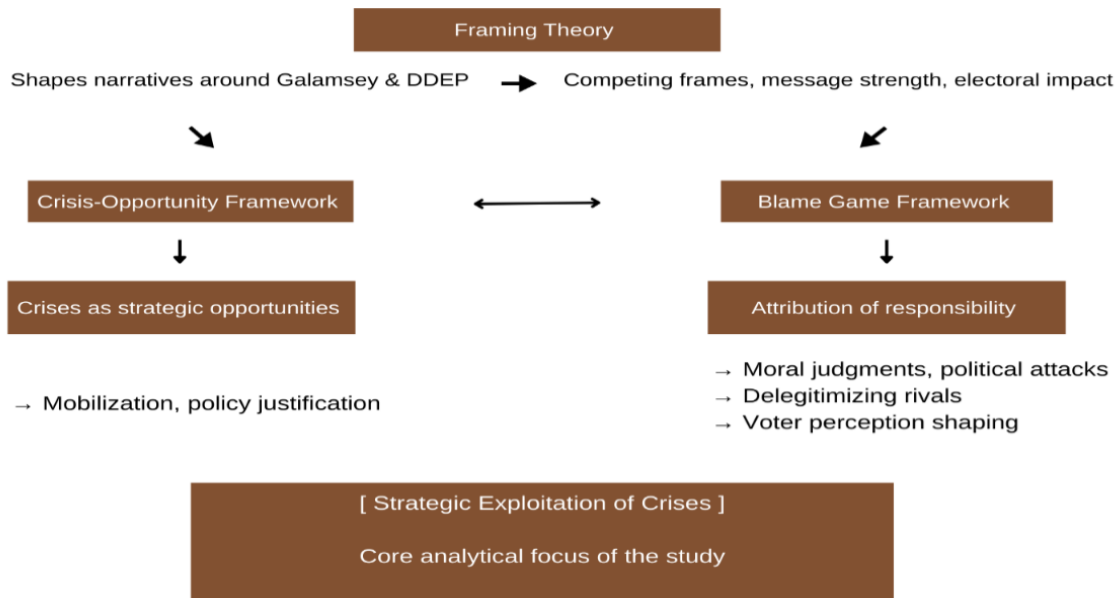 Framing Theory
Shapes narratives around Galamsey & DDEP
Competing frames, message strength, electoral impact
Crisis-Opportunity Framework
Blame Game Framework
Crises as strategic opportunities
Attribution of responsibility
→ Mobilization, policy justification
→ Moral judgments, political attacks
→ Delegitimizing rivals
→ Voter perception shaping
[ Strategic Exploitation of Crises ]
Core analytical focus of the study